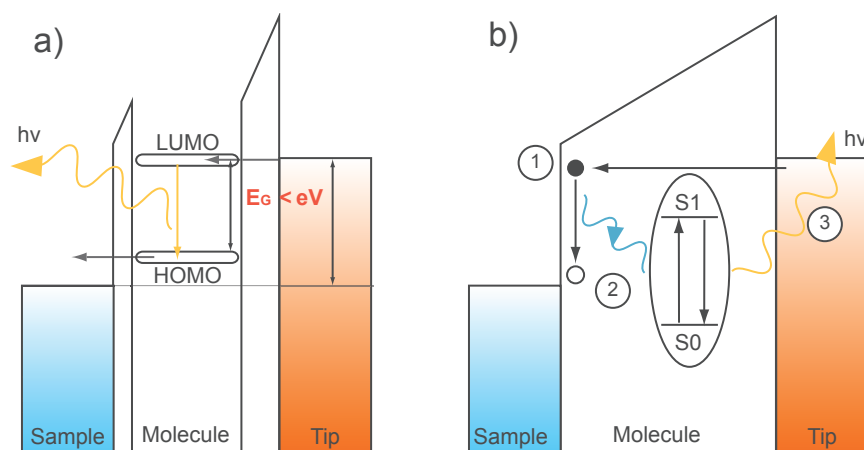 a)
hν
LUMO
EG < eV
HOMO
Sample
Molecule
Tip
b)
hν
1
S1
3
2
S0
Sample
Molecule
Tip